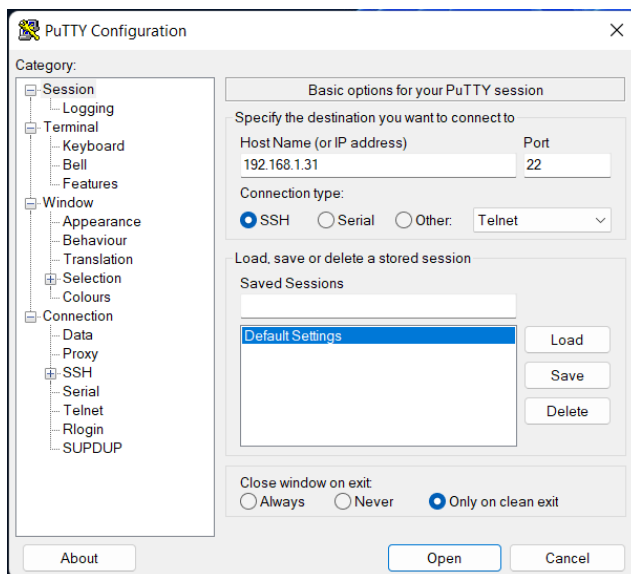 PuTTY Configuration
Category:
Session
Logging
Terminal
Keyboard
Bell
Features
Window
Appearance
Behaviour
Translation
Selection
Colours
Connection
Data
Proxy
SSH
Serial
Telnet
Rlogin
SUPDUP
Basic options for your PuTTY session
Specify the destination you want to connect to
Host Name (or IP address) Port
192.168.1.31 22
Connection type:
SSH Serial Other: Telnet
Load, save or delete a stored session
Saved Sessions
Default Settings
Load
Save
Delete
Close window on exit:
Always Never Only on clean exit
About Open Cancel